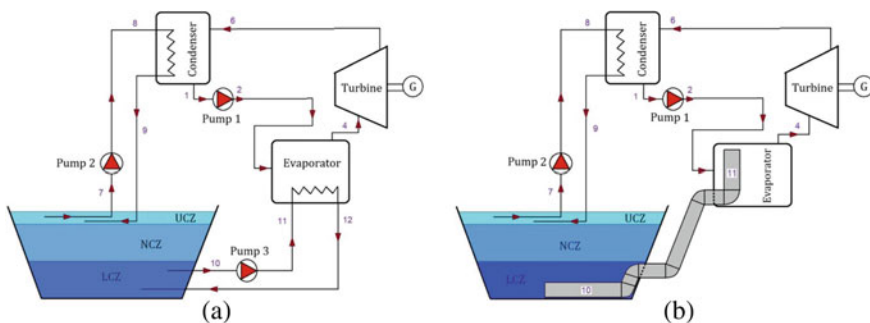 8
6
Condenser
1
2
Pump 1
Turbine
G
4
9
Pump 2
7
Evaporator
11
12
UCZ
NCZ
LCZ
10
Pump 3
(a)
8
6
Condenser
1
2
Pump 1
Turbine
G
4
9
Pump 2
7
Evaporator
11
UCZ
NCZ
LCZ
10
(b)